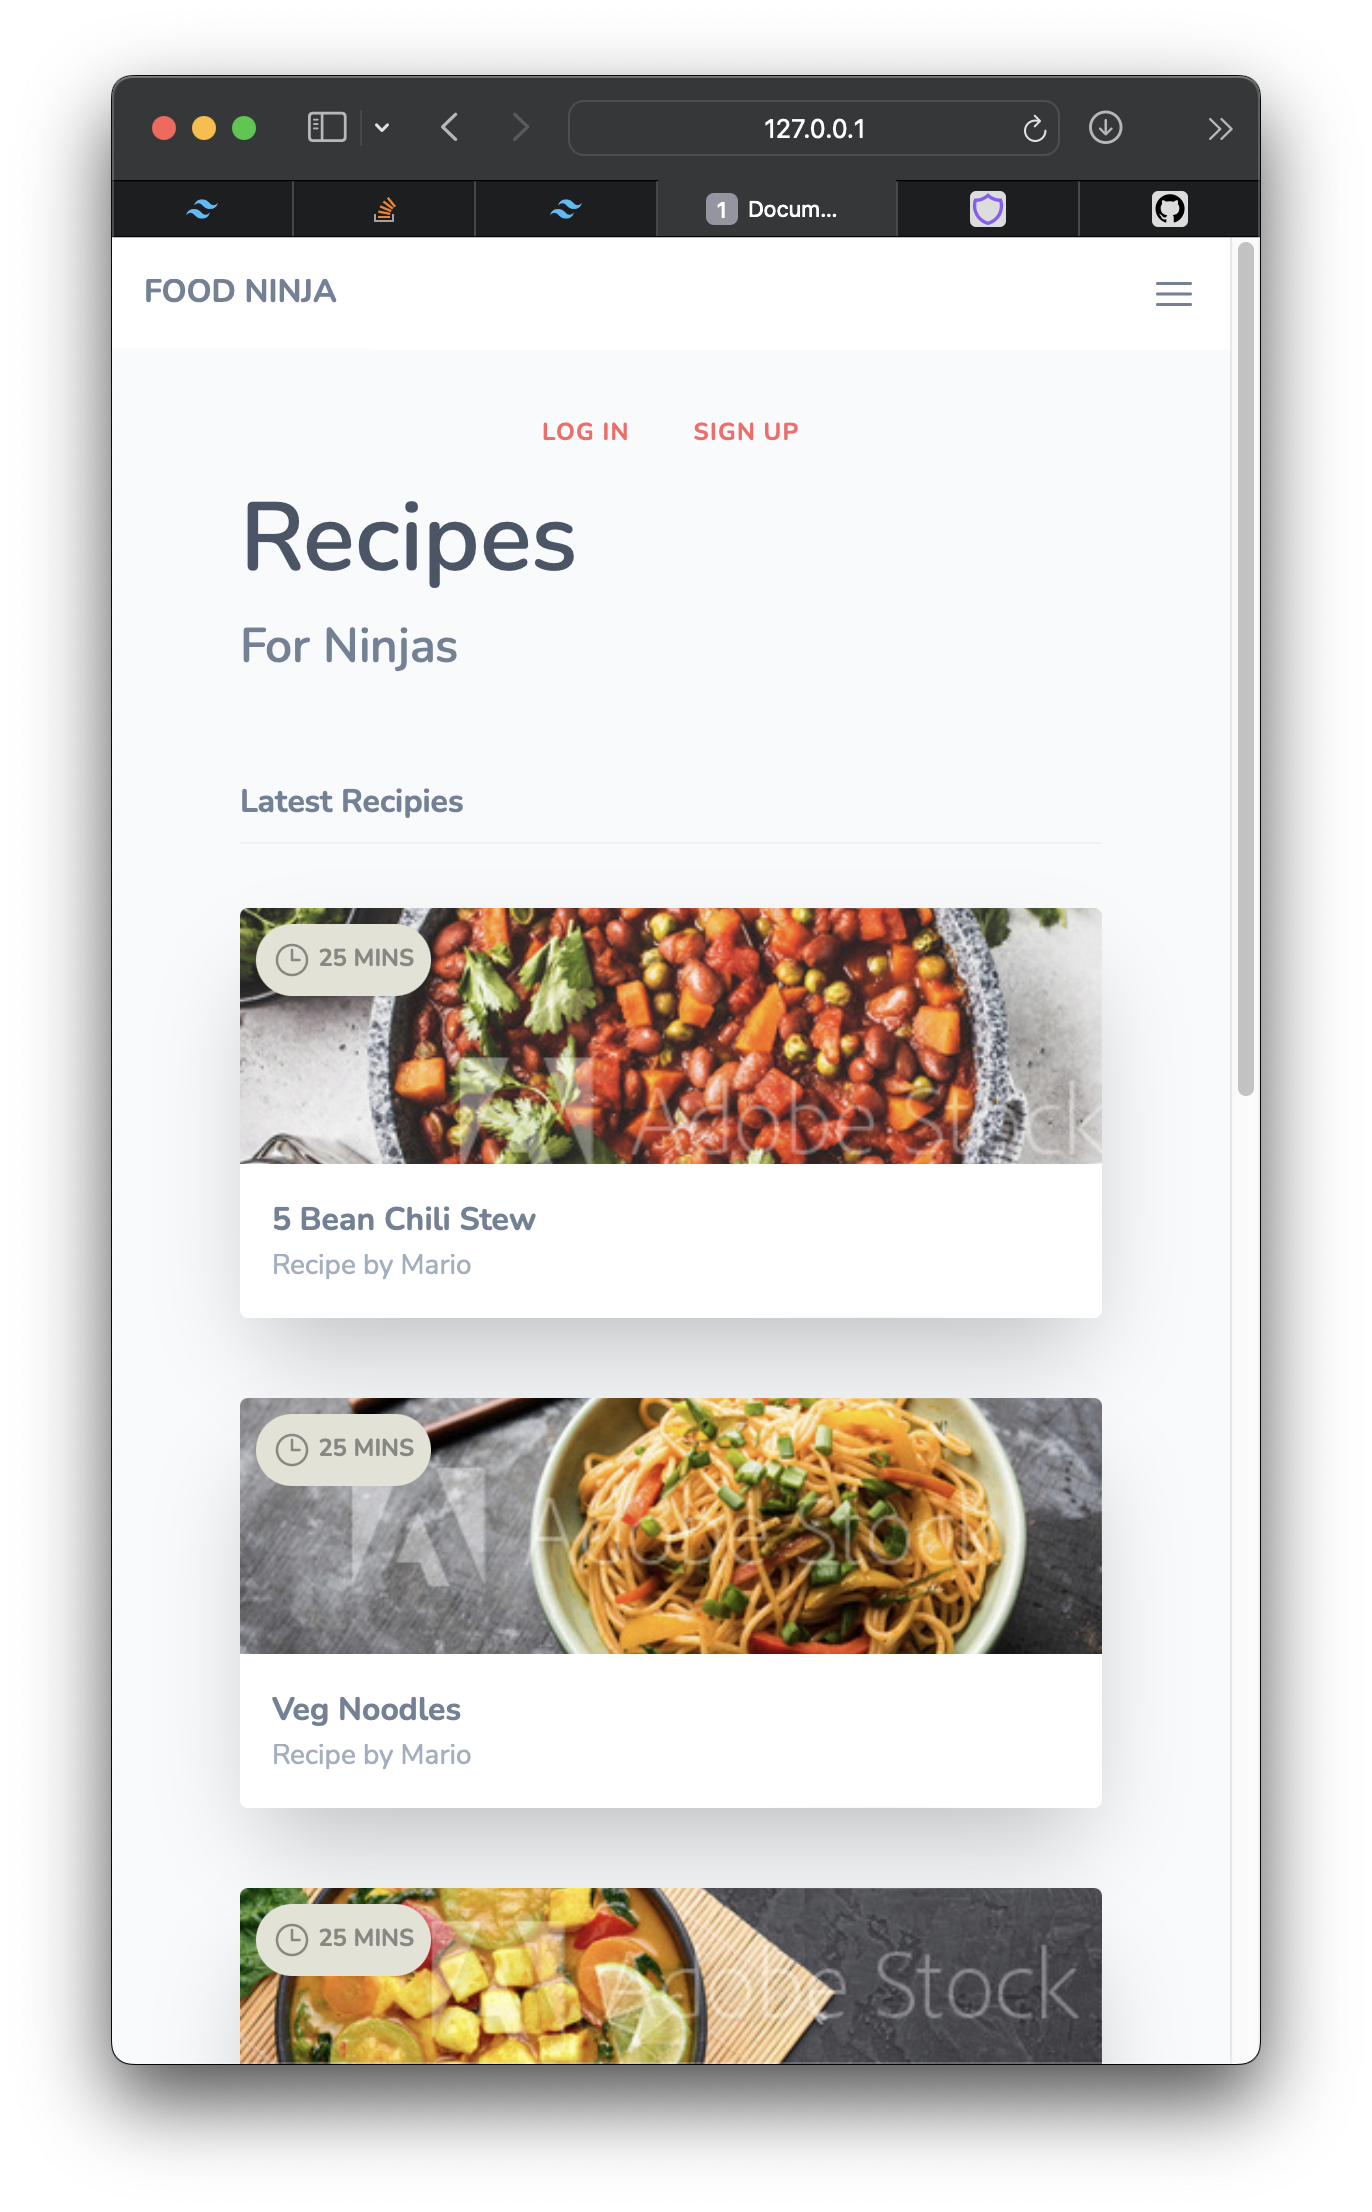 127.0.0.1
1 Docum...
FOOD NINJA
LOG IN SIGN UP
Recipes
For Ninjas
Latest Recipies
25 MINS
Adobe Stock
5 Bean Chili Stew
Recipe by Mario
25 MINS
Adobe Stock
Veg Noodles
Recipe by Mario
25 MINS
Adobe Stock